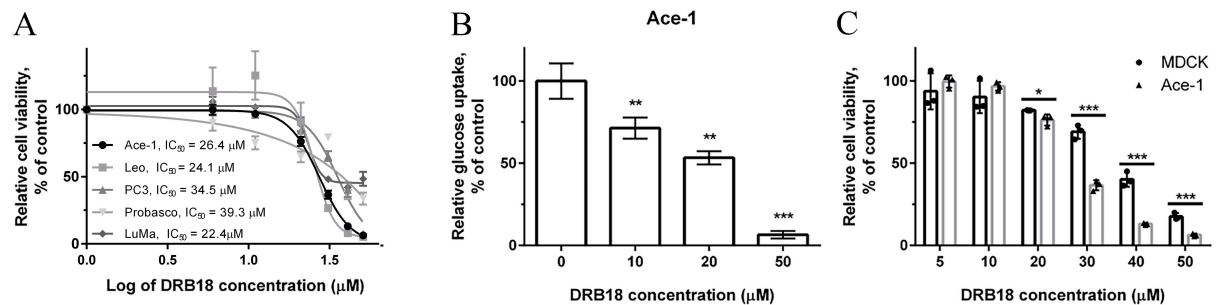 A
Relative cell viability,
% of control
100
50
0
Ace-1, IC50 = 26.4 μM
Leo, IC50 = 24.1 μM
PC3, IC50 = 34.5 μM
Probasco, IC50 = 39.3 μM
LuMa, IC50 = 22.4μM
0.0 0.5 1.0 1.5
Log of DRB18 concentration (μM)
B
Ace-1
Relative glucose uptake,
% of control
100
50
0
**
**
***
0 10 20 50
DRB18 concentration (μM)
C
Relative cell viability,
% of control
100
50
0
MDCK
Ace-1
*
***
***
***
5 10 20 30 40 50
DRB18 concentration (μM)